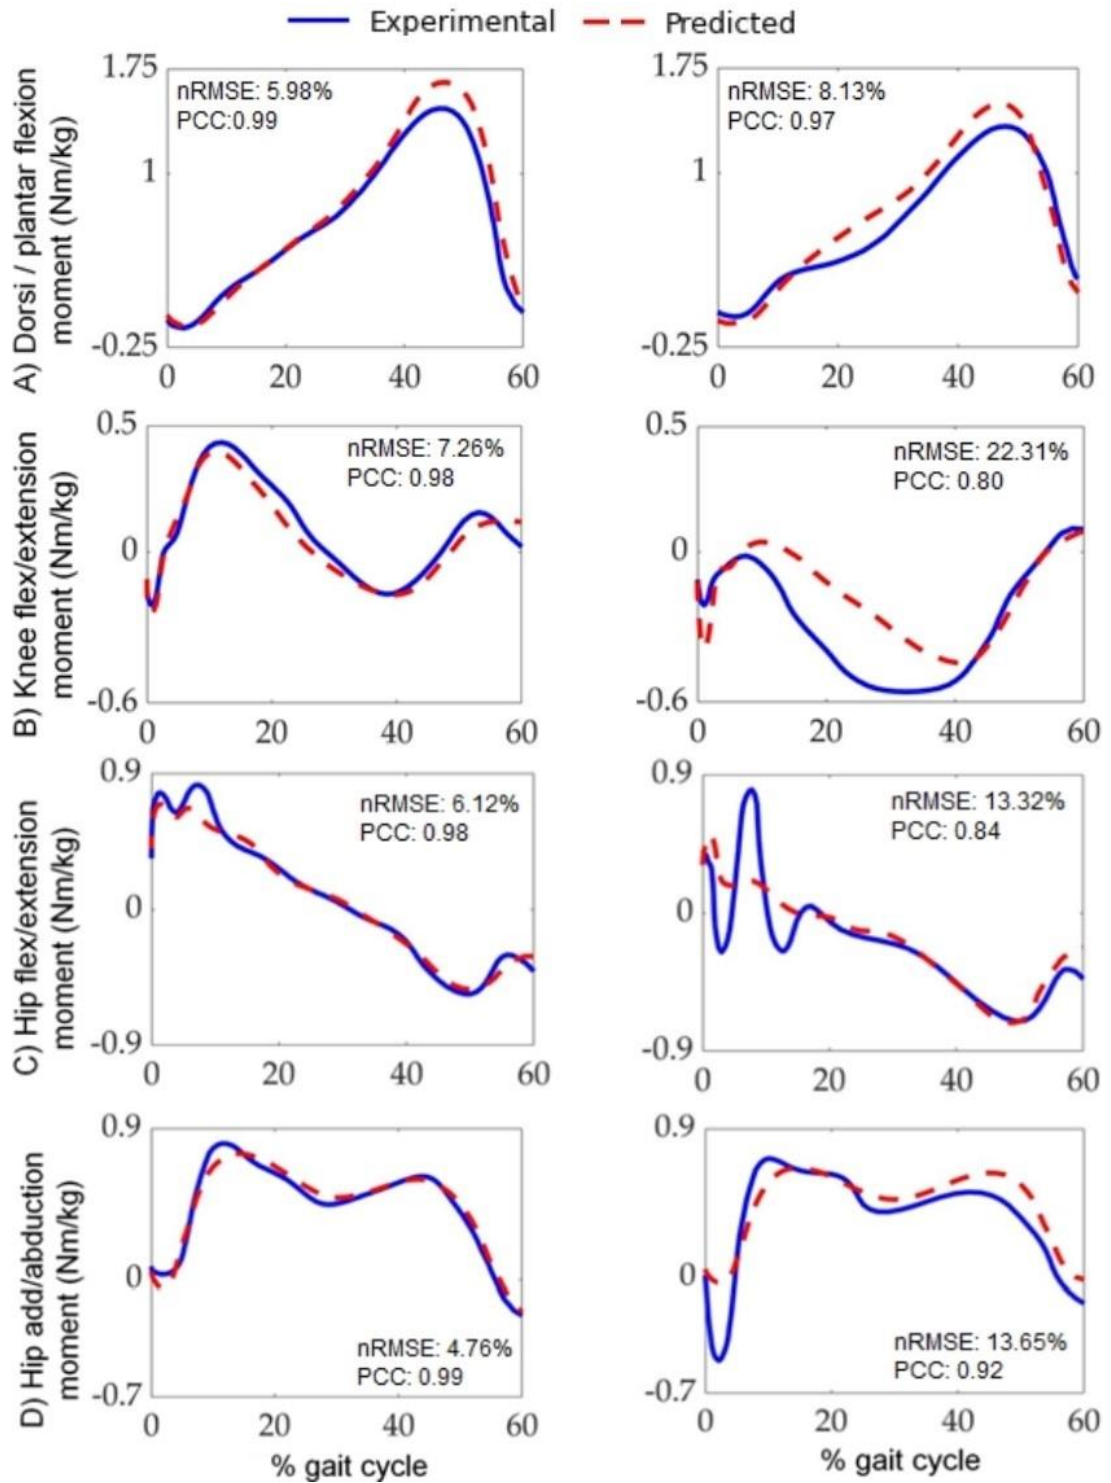 Experimental Predicted
A) Dorsi / plantar flexion
moment (Nm/kg)
1.75
1
-0.25
nRMSE: 5.98%
PCC:0.99
0 20 40 60
1.75
1
-0.25
nRMSE: 8.13%
PCC: 0.97
0 20 40 60
B) Knee flex/extension
moment (Nm/kg)
0.5
0
-0.6
nRMSE: 7.26%
PCC: 0.98
0 20 40 60
0.5
0
-0.6
nRMSE: 22.31%
PCC: 0.80
0 20 40 60
C) Hip flex/extension
moment (Nm/kg)
0.9
0
-0.9
nRMSE: 6.12%
PCC: 0.98
0 20 40 60
0.9
0
-0.9
nRMSE: 13.32%
PCC: 0.84
0 20 40 60
D) Hip add/abduction
moment (Nm/kg)
0.9
0
-0.7
nRMSE: 4.76%
PCC: 0.99
0 20 40 60
% gait cycle
0.9
0
-0.7
nRMSE: 13.65%
PCC: 0.92
0 20 40 60
% gait cycle